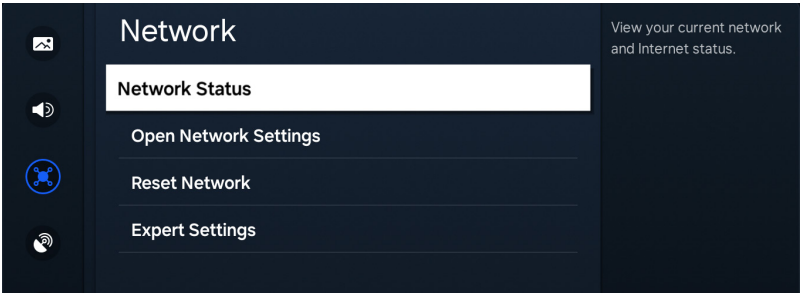 Network
Network Status
Open Network Settings
Reset Network
Expert Settings
View your current network
and Internet status.